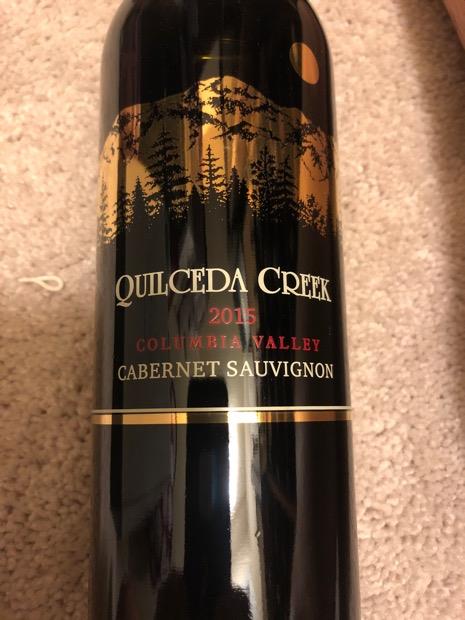 QUILCEDA CREEK
2015
COLUMBIA VALLEY
CABERNET SAUVIGNON